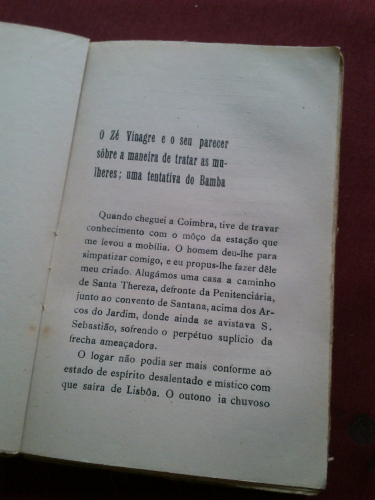 O Zé Vinagre e o seu parecer
sôbre a maneira de tratar as mu-
lheres; uma tentativa do Bamba
Quando cheguei a Coimbra, tive de travar
conhecimento com o môço da estação que
me levou a mobília. O homem deu-lhe para
simpatizar comigo, e eu propus-lhe fazer dêle
meu criado. Alugámos uma casa a caminho
de Santa Thereza, defronte da Penitenciária,
junto ao convento de Santana, acima dos Ar-
cos do Jardim, donde ainda se avistava S.
Sebastião, sofrendo o perpétuo suplício da
frecha ameaçadora.
O logar não podia ser mais conforme ao
estado de espírito desalentado e místico com
que saíra de Lisbôa. O outono ia chuvoso